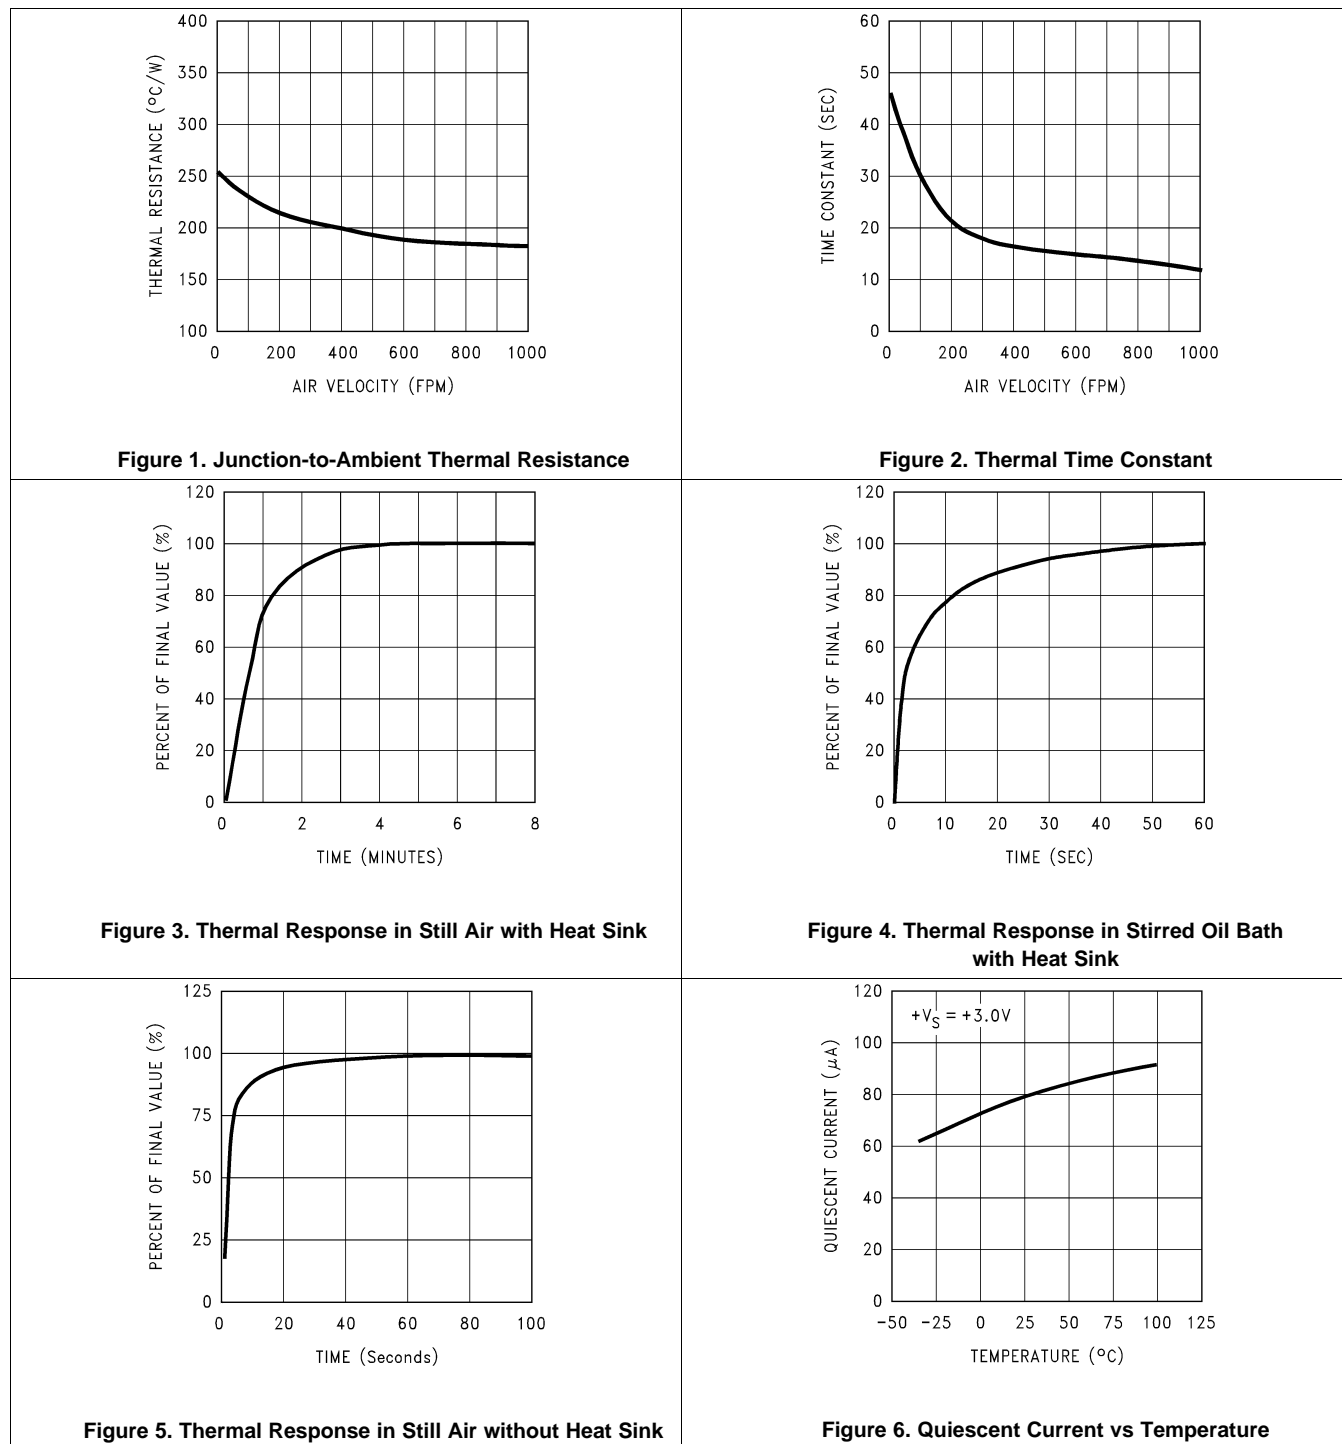 400
350
300
250
200
150
100
THERMAL RESISTANCE (°C/W)
0 200 400 600 800 1000
AIR VELOCITY (FPM)
Figure 1. Junction-to-Ambient Thermal Resistance
60
50
40
30
20
10
0
TIME CONSTANT (SEC)
0 200 400 600 800 1000
AIR VELOCITY (FPM)
Figure 2. Thermal Time Constant
120
100
80
60
40
20
0
PERCENT OF FINAL VALUE (%)
0 2 4 6 8
TIME (MINUTES)
Figure 3. Thermal Response in Still Air with Heat Sink
120
100
80
60
40
20
0
PERCENT OF FINAL VALUE (%)
0 10 20 30 40 50 60
TIME (SEC)
Figure 4. Thermal Response in Stirred Oil Bath
with Heat Sink
125
100
75
50
25
0
PERCENT OF FINAL VALUE (%)
0 20 40 60 80 100
TIME (Seconds)
Figure 5. Thermal Response in Still Air without Heat Sink
120
100
80
60
40
20
0
QUIESCENT CURRENT (μA)
+VS = +3.0V
−50 −25 0 25 50 75 100 125
TEMPERATURE (°C)
Figure 6. Quiescent Current vs Temperature